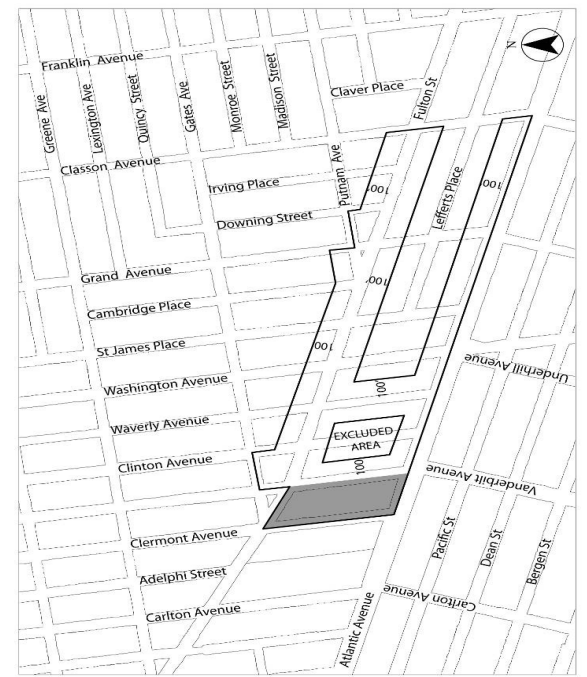 N
Franklin Avenue
Greene Ave
Lexington Ave
Quincy Street
Gates Ave
Monroe Street
Madison Street
Claver Place
Fulton St
Classon Avenue
Putnam Ave
Irving Place
100'
Lefferts Place
100'
Downing Street
Grand Avenue
100'
Cambridge Place
St James Place
100'
Underhill Avenue
Washington Avenue
100'
Waverly Avenue
EXCLUDED
AREA
Clinton Avenue
100'
Vanderbilt Avenue
Clermont Avenue
Pacific St
Dean St
Bergen St
Adelphi Street
Carlton Avenue
Carlton Avenue
Atlantic Avenue